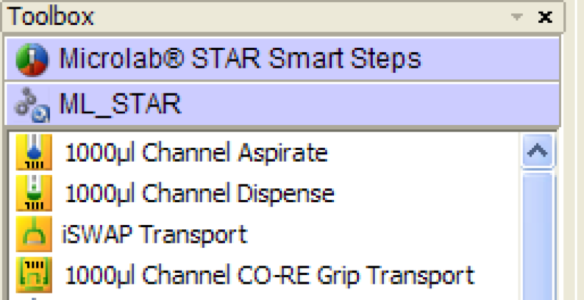 Toolbox
Microlab® STAR Smart Steps
ML_STAR
1000µl Channel Aspirate
1000µl Channel Dispense
iSWAP Transport
1000µl Channel CO-RE Grip Transport